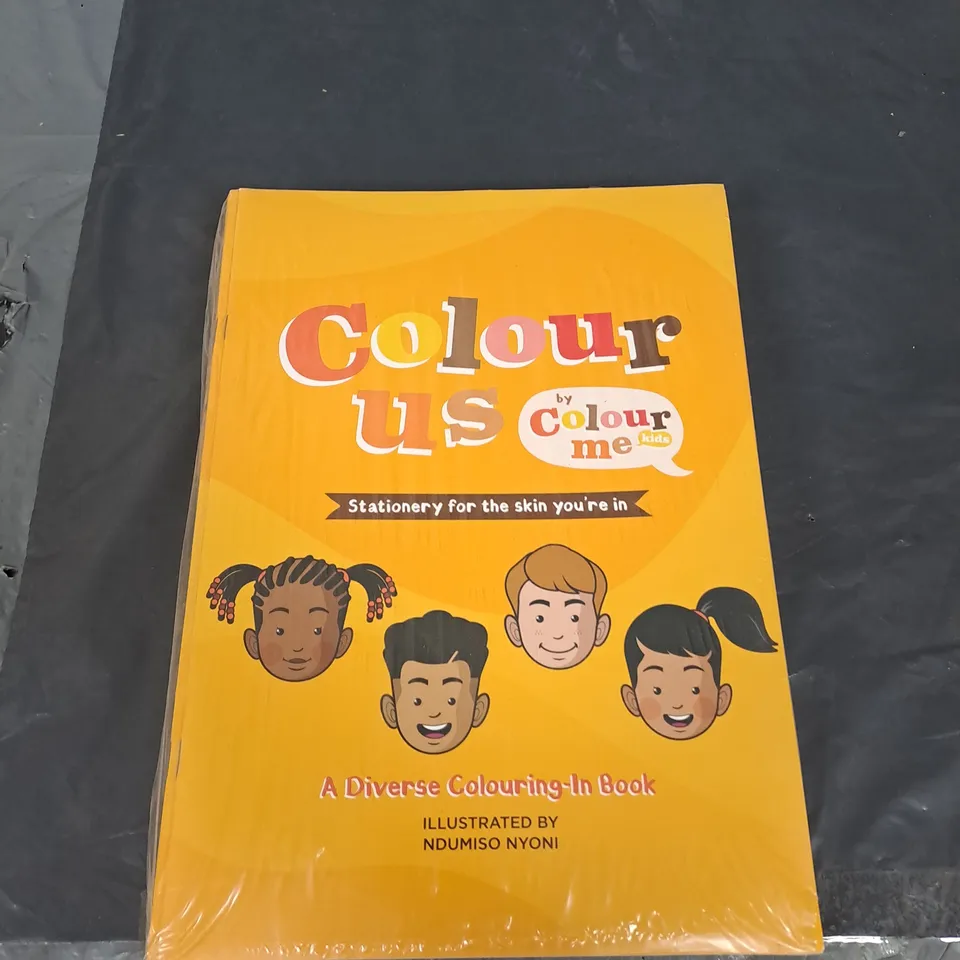 Colour
us
by
Colour
me kids
Stationery for the skin you're in
A Diverse Colouring-In Book
ILLUSTRATED BY
NDUMISO NYONI